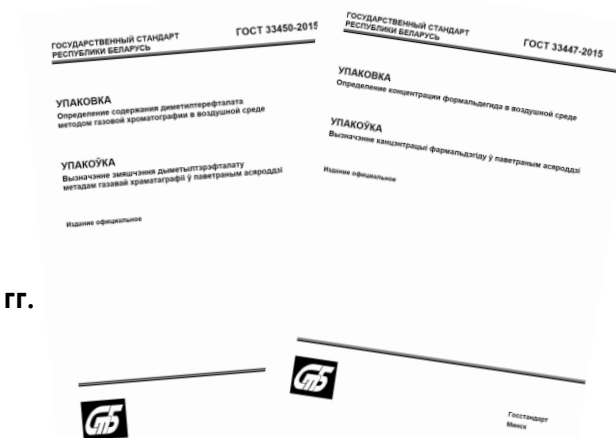 ГОСУДАРСТВЕННЫЙ СТАНДАРТ
РЕСПУБЛИКИ БЕЛАРУСЬ
ГОСТ 33450-2015
УПАКОВКА
Определение содержания диметилтерефталата
методом газовой хроматографии в воздушной среде
УПАКОЎКА
Вызначэнне змяшчэння дыметылтэрэфталату
метадам газавай храматаграфіі ў паветраным асяроддзі
Издание официальное
СТБ
ГОСУДАРСТВЕННЫЙ СТАНДАРТ
РЕСПУБЛИКИ БЕЛАРУСЬ
ГОСТ 33447-2015
УПАКОВКА
Определение концентрации формальдегида в воздушной среде
УПАКОЎКА
Вызначэнне канцэнтрацыі фармальдэгіду ў паветраным асяроддзі
Издание официальное
СТБ
Госстандарт
Минск
гг.